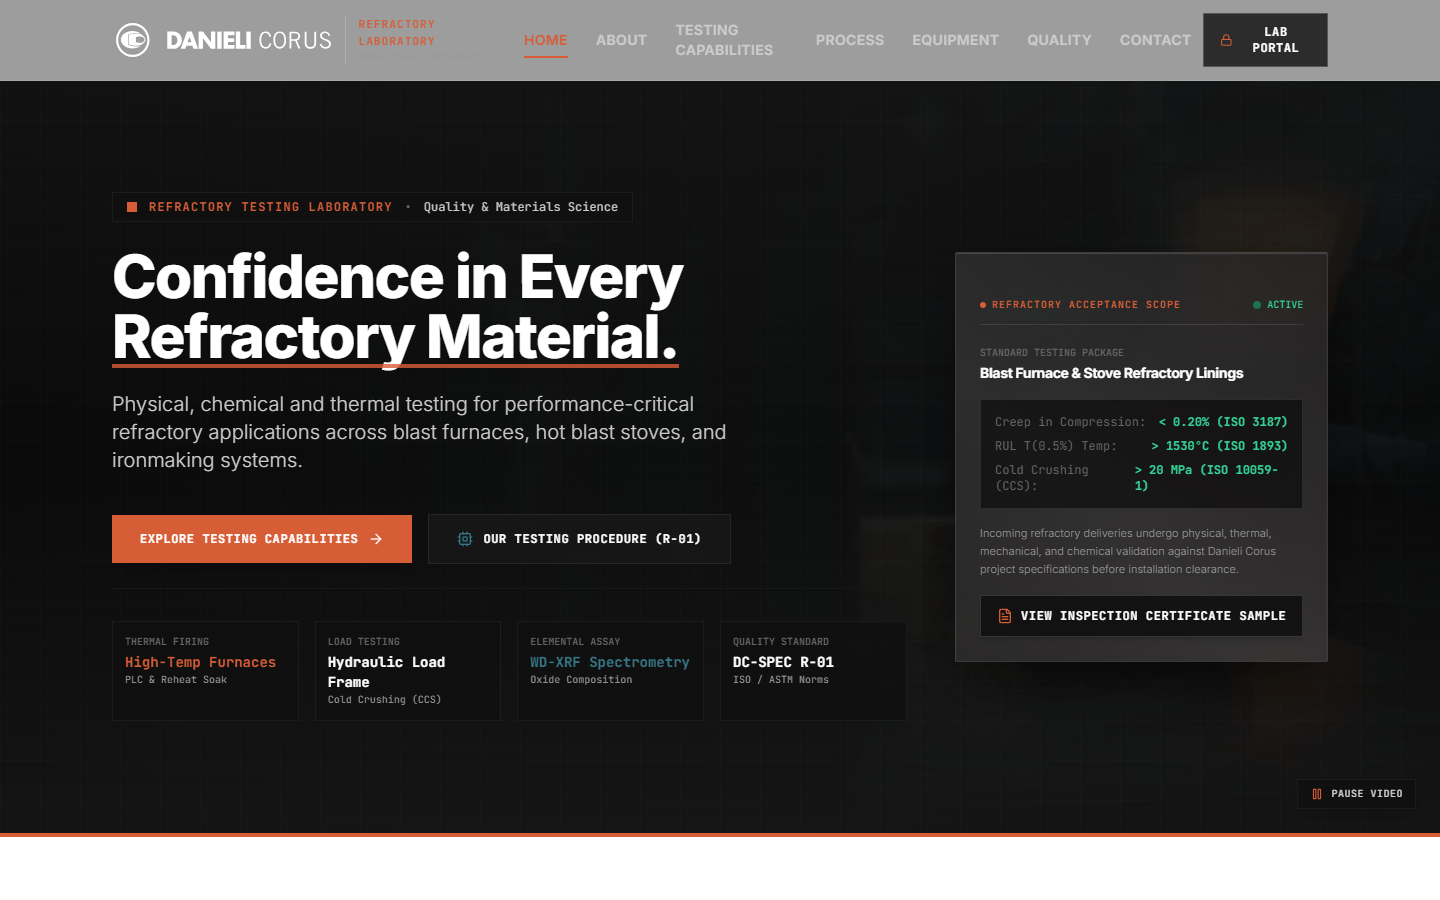 DANIELI CORUS
REFRACTORY
LABORATORY
HOME
ABOUT
TESTING
CAPABILITIES
PROCESS
EQUIPMENT
QUALITY
CONTACT
LAB
PORTAL
REFRACTORY TESTING LABORATORY • Quality & Materials Science
Confidence in Every
Refractory Material.
Physical, chemical and thermal testing for performance-critical
refractory applications across blast furnaces, hot blast stoves, and
ironmaking systems.
EXPLORE TESTING CAPABILITIES →
OUR TESTING PROCEDURE (R-01)
THERMAL FIRING
High-Temp Furnaces
PLC & Reheat Soak
LOAD TESTING
Hydraulic Load
Frame
Cold Crushing (CCS)
ELEMENTAL ASSAY
WD-XRF Spectrometry
Oxide Composition
QUALITY STANDARD
DC-SPEC R-01
ISO / ASTM Norms
REFRACTORY ACCEPTANCE SCOPE
ACTIVE
STANDARD TESTING PACKAGE
Blast Furnace & Stove Refractory Linings
Creep in Compression: < 0.20% (ISO 3187)
RUL T(0.5%) Temp: > 1530°C (ISO 1893)
Cold Crushing
(CCS):
> 20 MPa (ISO 10059-
1)
Incoming refractory deliveries undergo physical, thermal,
mechanical, and chemical validation against Danieli Corus
project specifications before installation clearance.
VIEW INSPECTION CERTIFICATE SAMPLE
PAUSE VIDEO